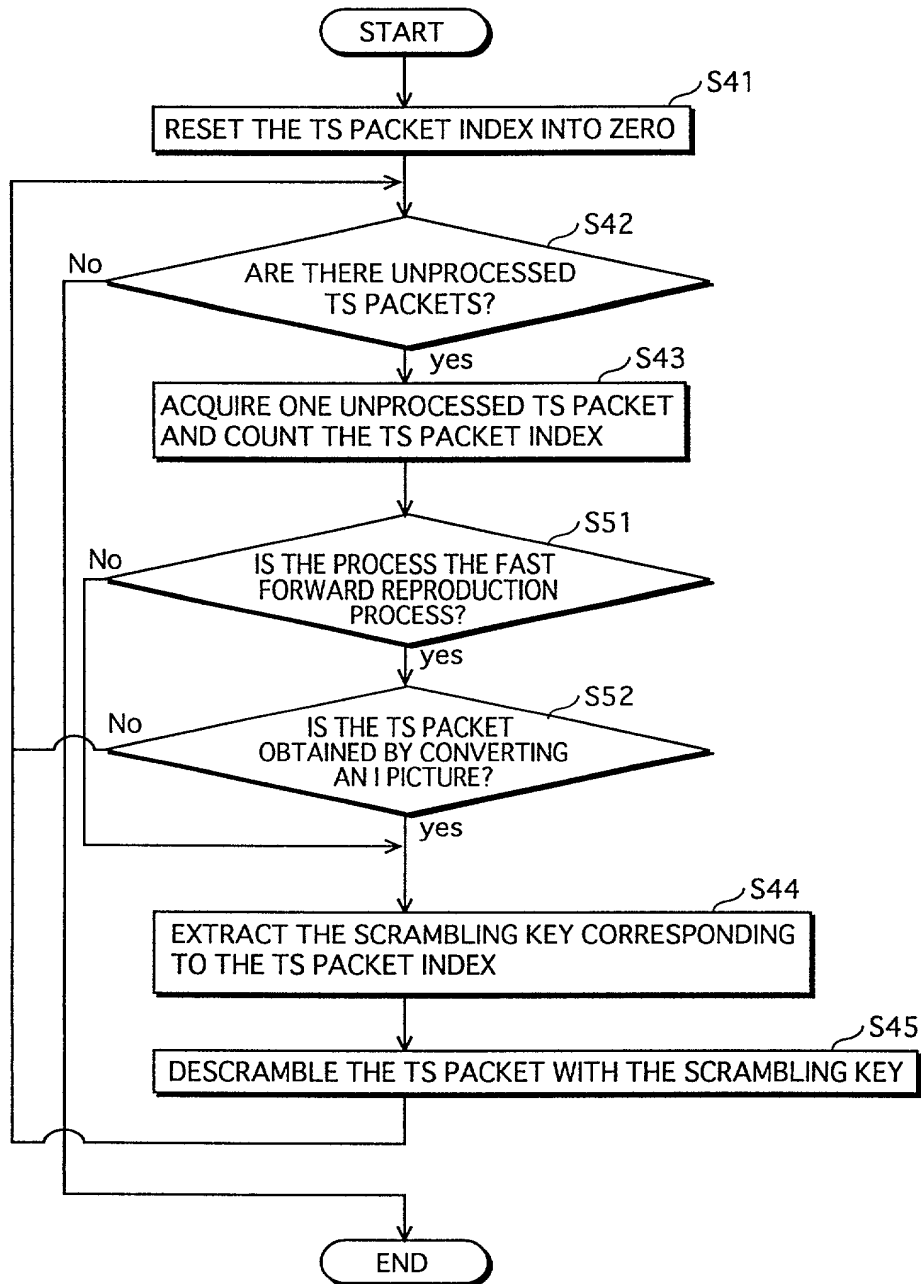 START
S41
RESET THE TS PACKET INDEX INTO ZERO
S42
No
ARE THERE UNPROCESSED
TS PACKETS?
yes
S43
ACQUIRE ONE UNPROCESSED TS PACKET
AND COUNT THE TS PACKET INDEX
S51
No
IS THE PROCESS THE FAST
FORWARD REPRODUCTION
PROCESS?
yes
S52
No
IS THE TS PACKET
OBTAINED BY CONVERTING
AN I PICTURE?
yes
S44
EXTRACT THE SCRAMBLING KEY CORRESPONDING
TO THE TS PACKET INDEX
S45
DESCRAMBLE THE TS PACKET WITH THE SCRAMBLING KEY
END